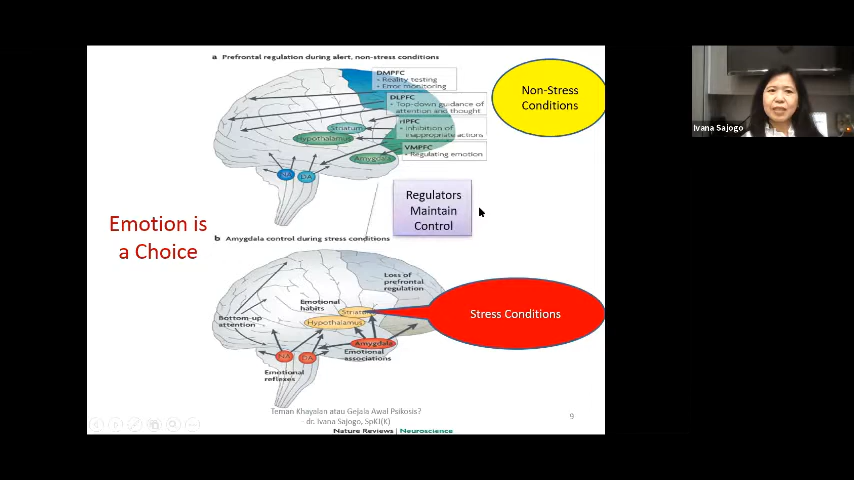 a Prefrontal regulation during alert, non-stress conditions
DMPFC
• Reality testing
• Error monitoring
DLPFC
• Top-down guidance of
attention and thought
Striatum
Hypothalamus
• Inhibition of
inappropriate actions
VMPFC
• Regulating emotion
Amygdala
NA
DA
Non-Stress
Conditions
Ivana Sajogo
Regulators
Maintain
Control
Emotion is
a Choice
b Amygdala control during stress conditions
Loss of
prefrontal
regulation
Emotional
habits
Striatum
Hypothalamus
Bottom-up
attention
Amygdala
Emotional
associations
NA
DA
Emotional
reflexes
Stress Conditions
Teman Khayalan atau Gejala Awal Psikosis?
- dr. Ivana Sajogo, SpKJ(K)
9
Nature Reviews | Neuroscience